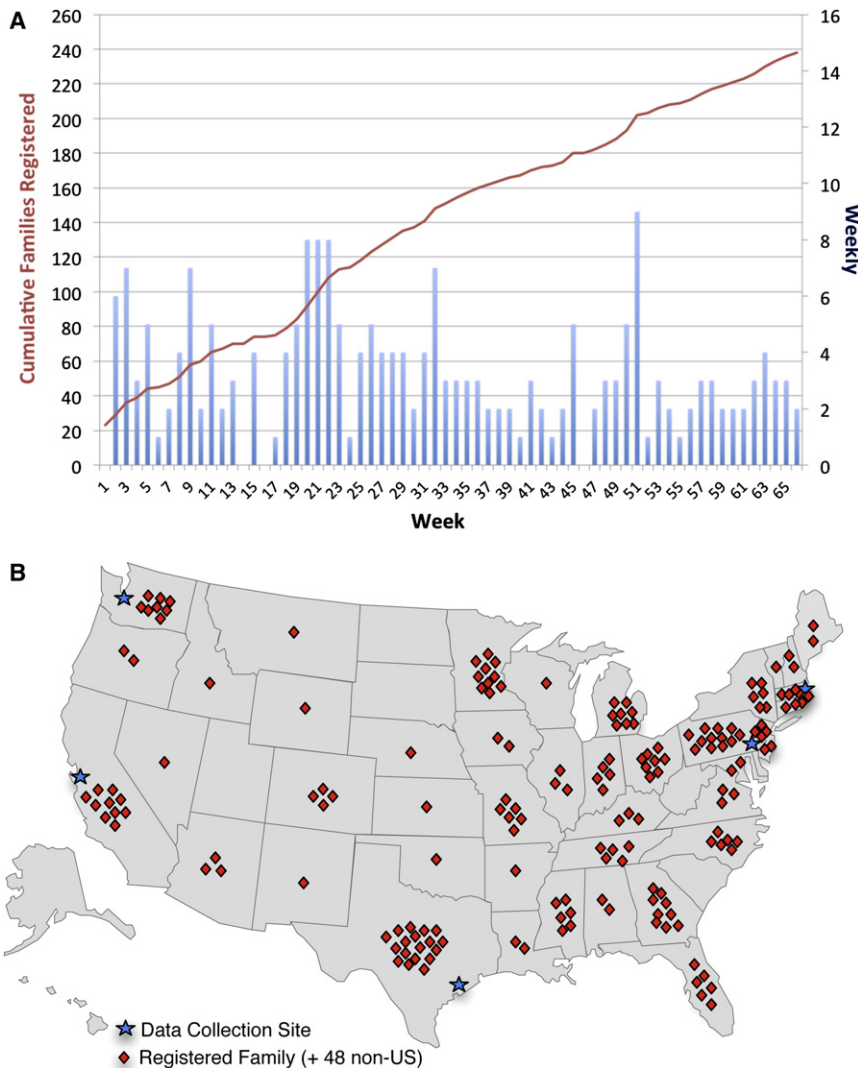 A
260
240
220
200
180
160
140
120
100
80
60
40
20
0
Cumulative Families Registered
16
14
12
10
8
6
4
2
0
Weekly
1 3 5 7 9 11 13 15 17 19 21 23 25 27 29 31 33 35 37 39 41 43 45 47 49 51 53 55 57 59 61 63 65
Week
B
Data Collection Site
Registered Family (+ 48 non-US)